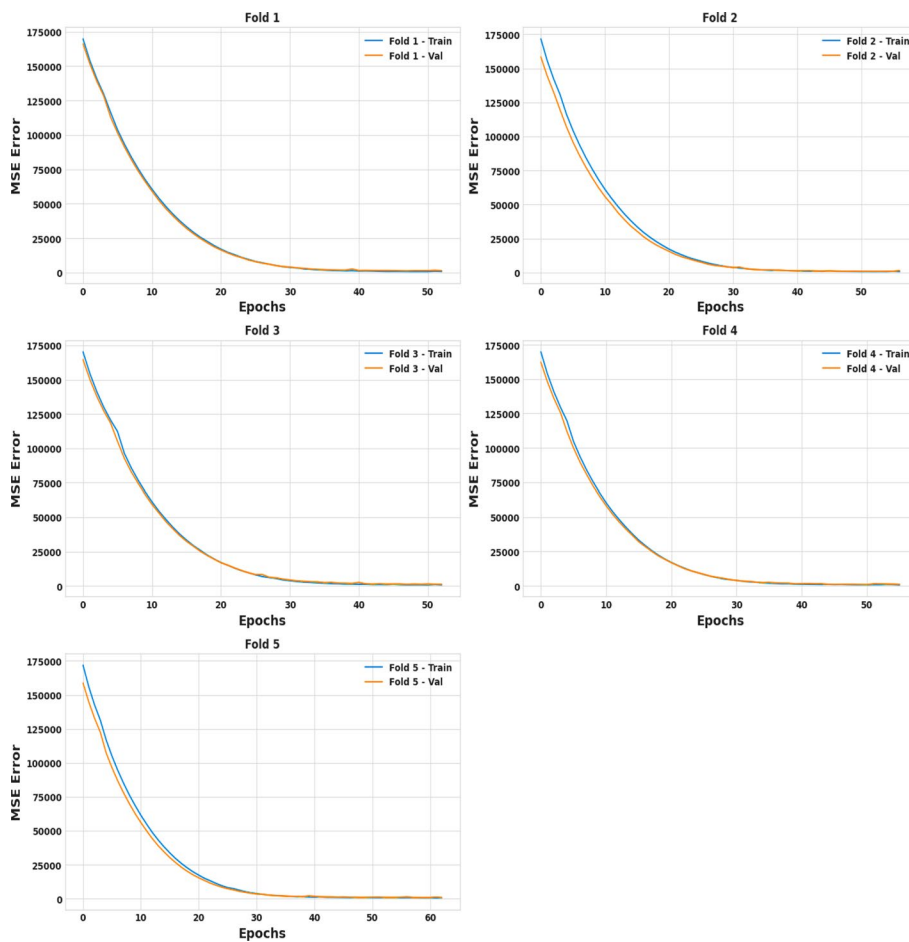 Fold 1
175000
150000
125000
100000
75000
50000
25000
0
MSE Error
0 10 20 30 40 50
Epochs
Fold 1 - Train
Fold 1 - Val
Fold 2
175000
150000
125000
100000
75000
50000
25000
0
MSE Error
0 10 20 30 40 50
Epochs
Fold 2 - Train
Fold 2 - Val
Fold 3
175000
150000
125000
100000
75000
50000
25000
0
MSE Error
0 10 20 30 40 50
Epochs
Fold 3 - Train
Fold 3 - Val
Fold 4
175000
150000
125000
100000
75000
50000
25000
0
MSE Error
0 10 20 30 40 50
Epochs
Fold 4 - Train
Fold 4 - Val
Fold 5
175000
150000
125000
100000
75000
50000
25000
0
MSE Error
0 10 20 30 40 50 60
Epochs
Fold 5 - Train
Fold 5 - Val